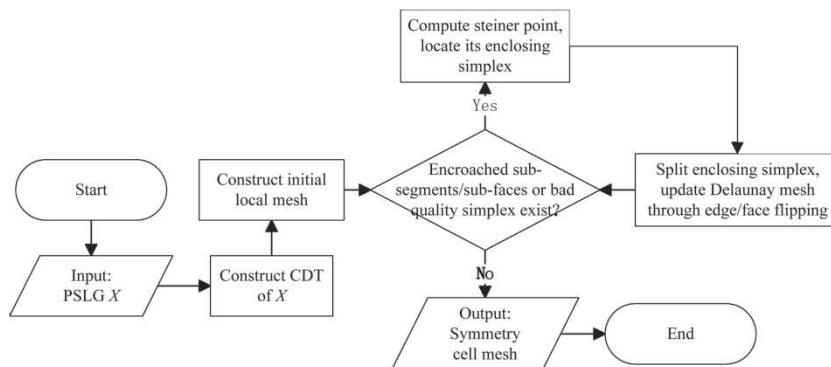 Start
Input:
PSLG X
Construct CDT
of X
Construct initial
local mesh
Encroached sub-
segments/sub-faces or bad
quality simplex exist?
Yes
Compute steiner point,
locate its enclosing
simplex
Split enclosing simplex,
update Delaunay mesh
through edge/face flipping
No
Output:
Symmetry
cell mesh
End